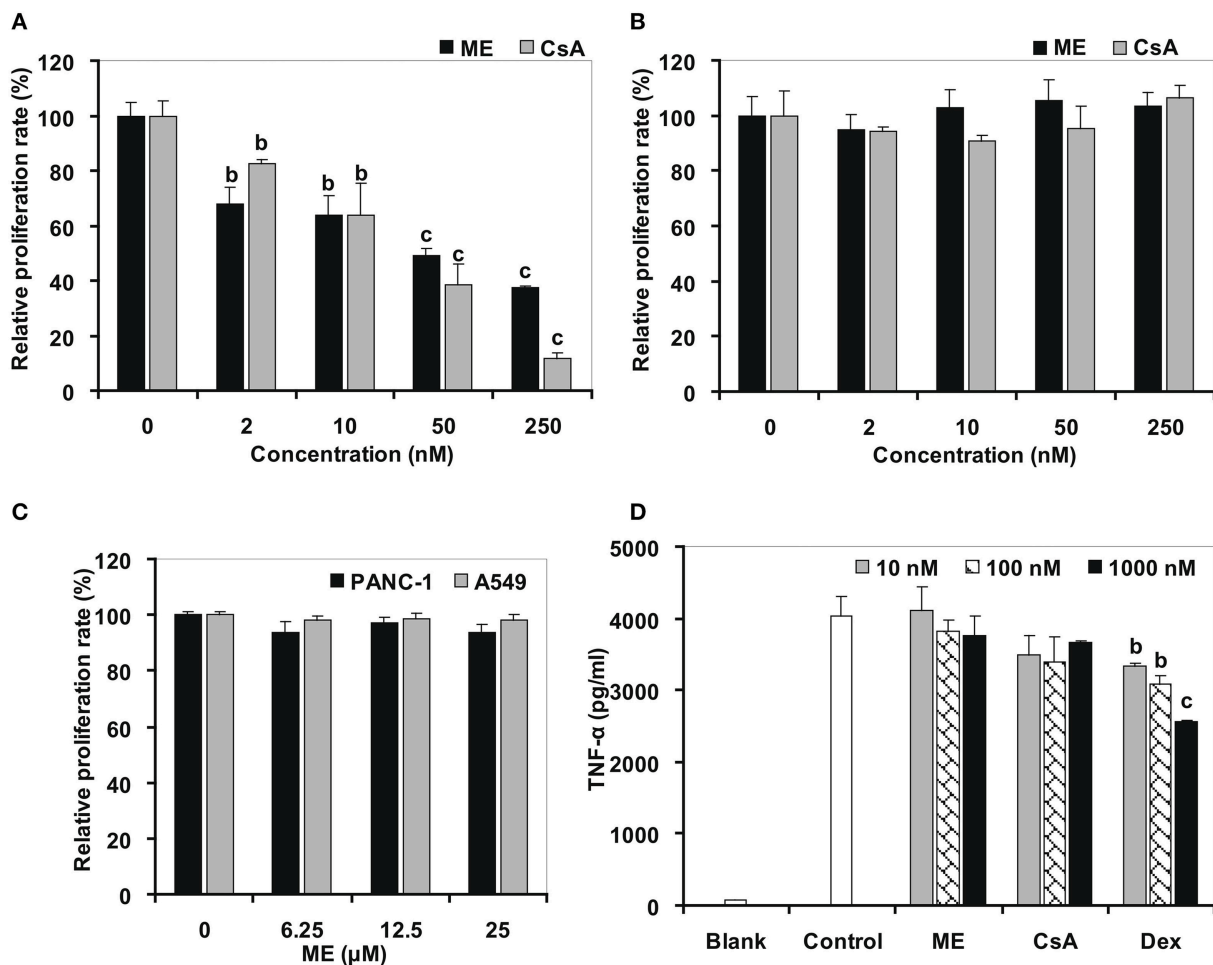 A
ME CsA
Relative proliferation rate (%)
120
100
80
60
40
20
0
b b b b c c c c
0 2 10 50 250
Concentration (nM)
B
ME CsA
Relative proliferation rate (%)
120
100
80
60
40
20
0
0 2 10 50 250
Concentration (nM)
C
PANC-1 A549
Relative proliferation rate (%)
120
100
80
60
40
20
0
0 6.25 12.5 25
ME (µM)
D
10 nM 100 nM 1000 nM
TNF-α (pg/ml)
5000
4000
3000
2000
1000
0
b b c
Blank Control ME CsA Dex